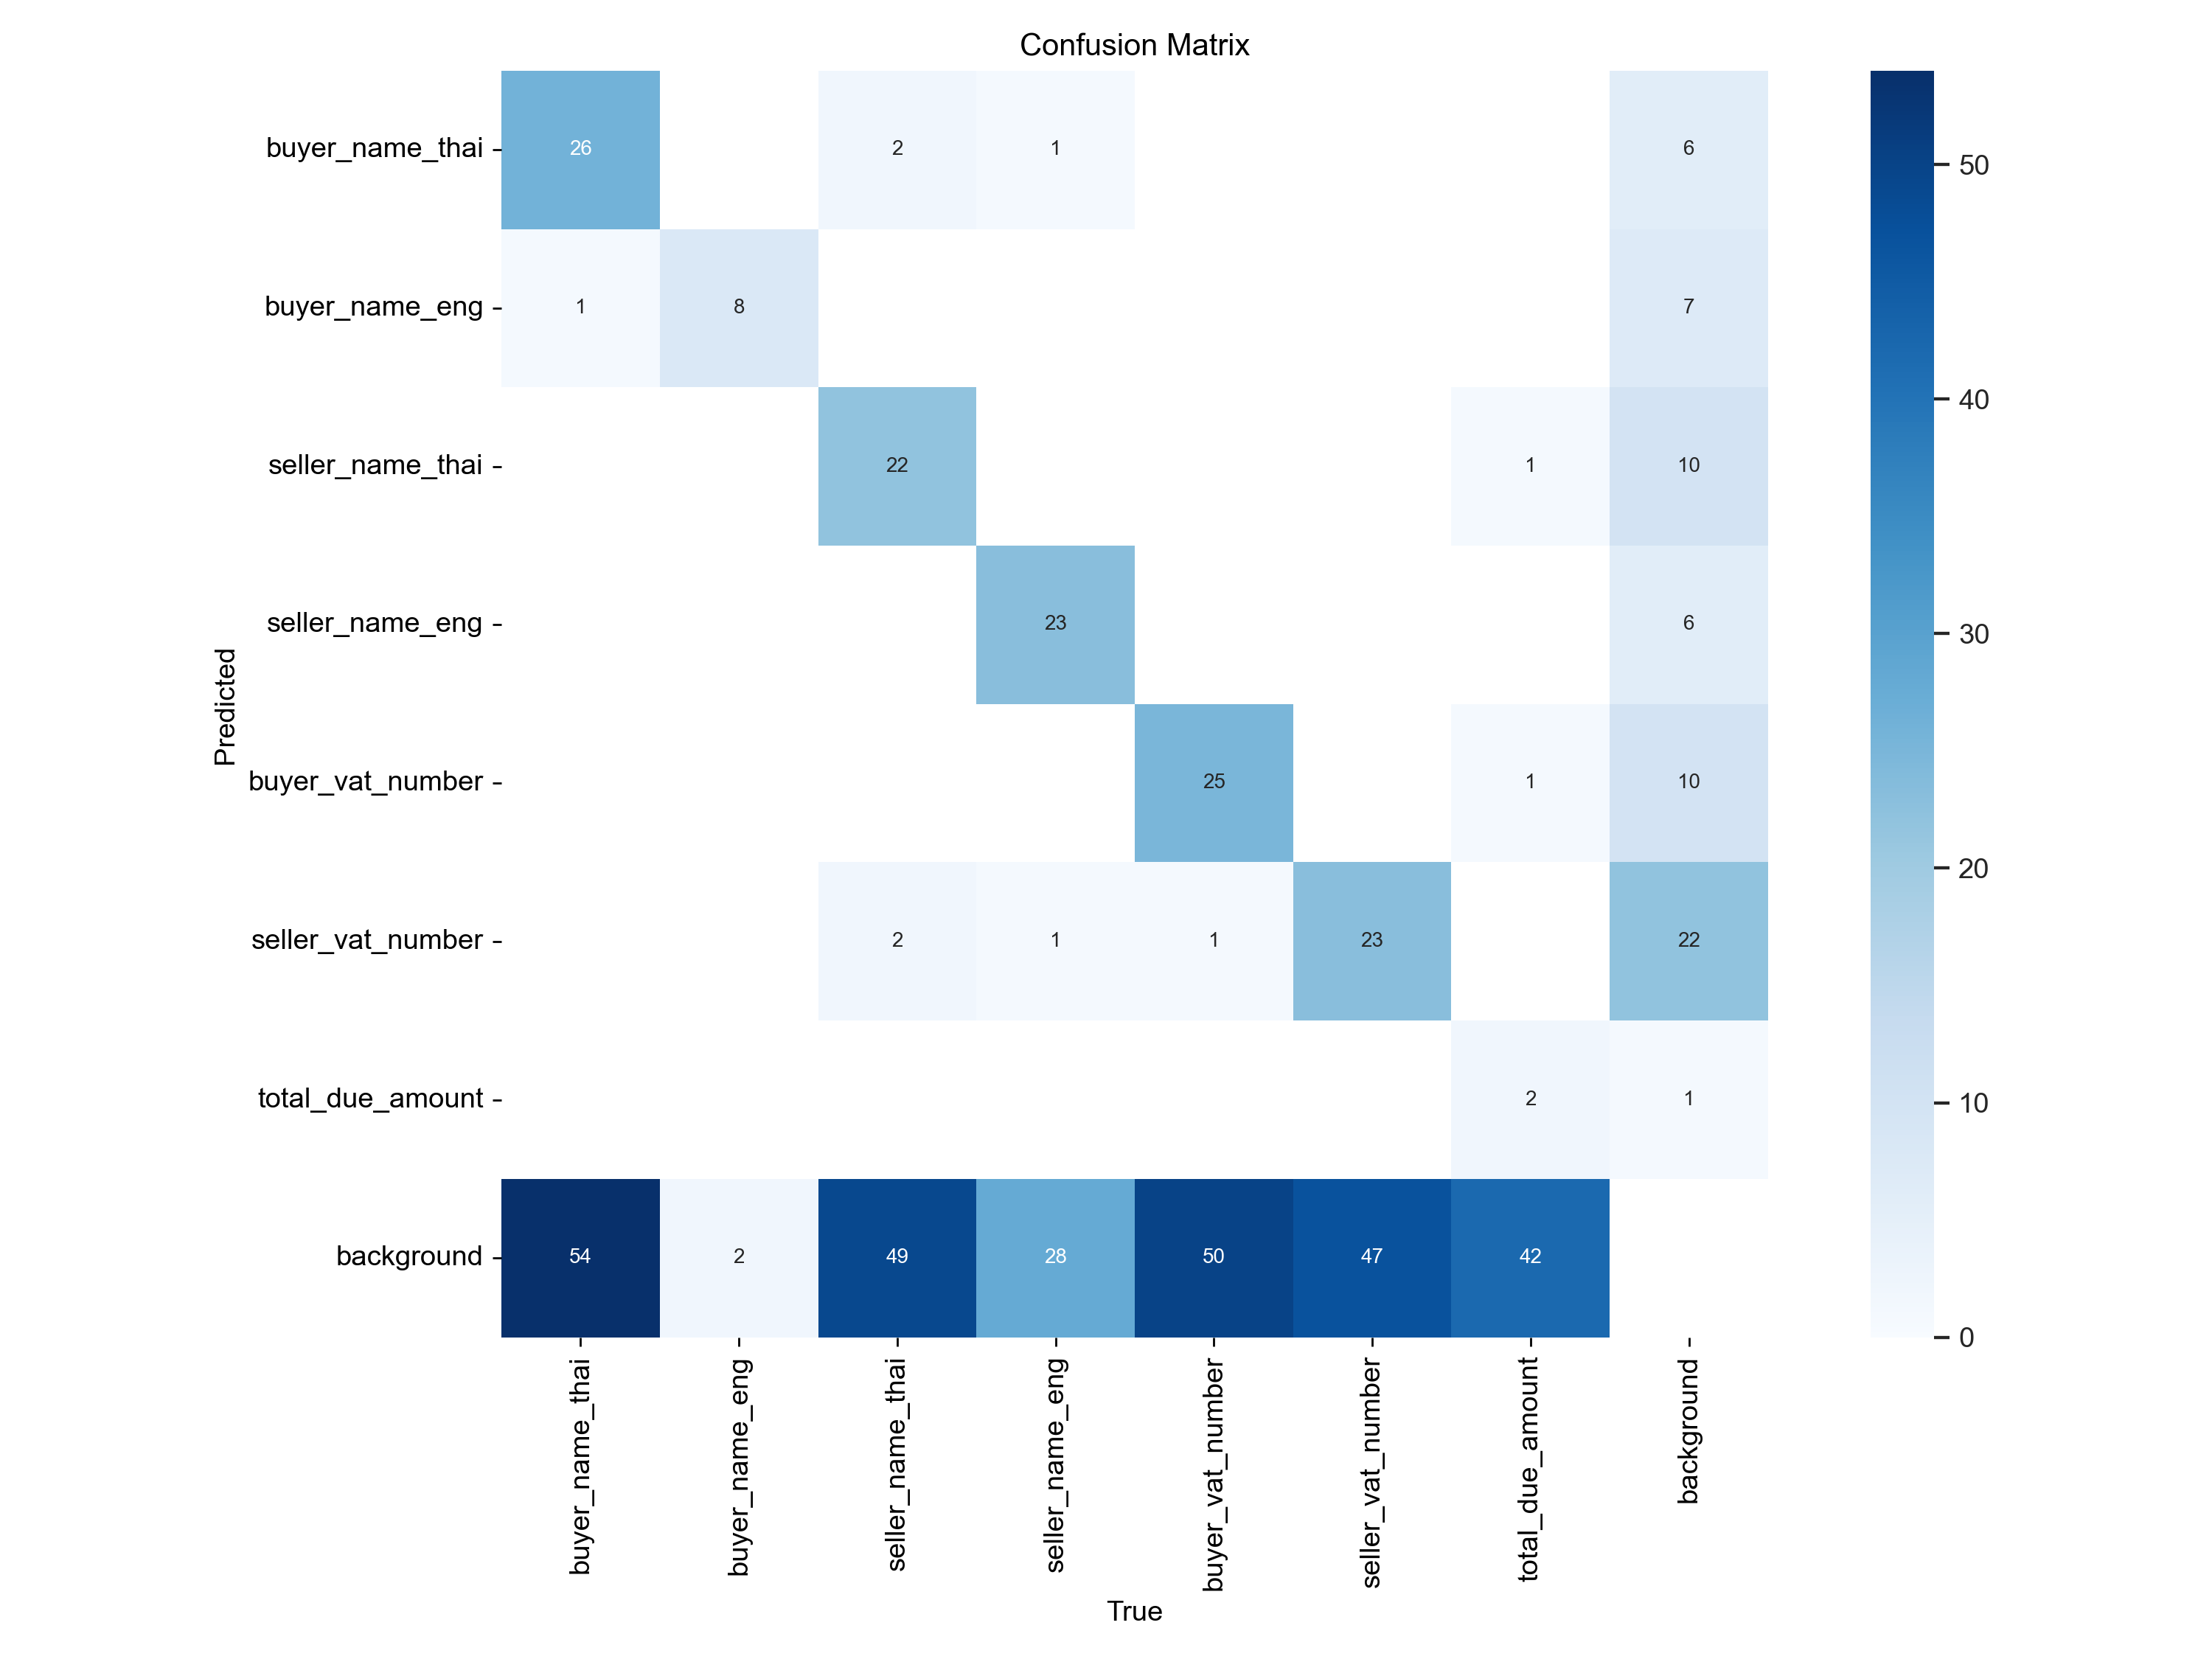 Confusion Matrix
buyer_name_thai 26 2 1 6
buyer_name_eng 1 8 7
seller_name_thai 22 1 10
seller_name_eng 23 6
buyer_vat_number 25 1 10
seller_vat_number 2 1 1 23 22
total_due_amount 2 1
background 54 2 49 28 50 47 42
Predicted
buyer_name_thai
buyer_name_eng
seller_name_thai
seller_name_eng
buyer_vat_number
seller_vat_number
total_due_amount
background
True
50
40
30
20
10
0